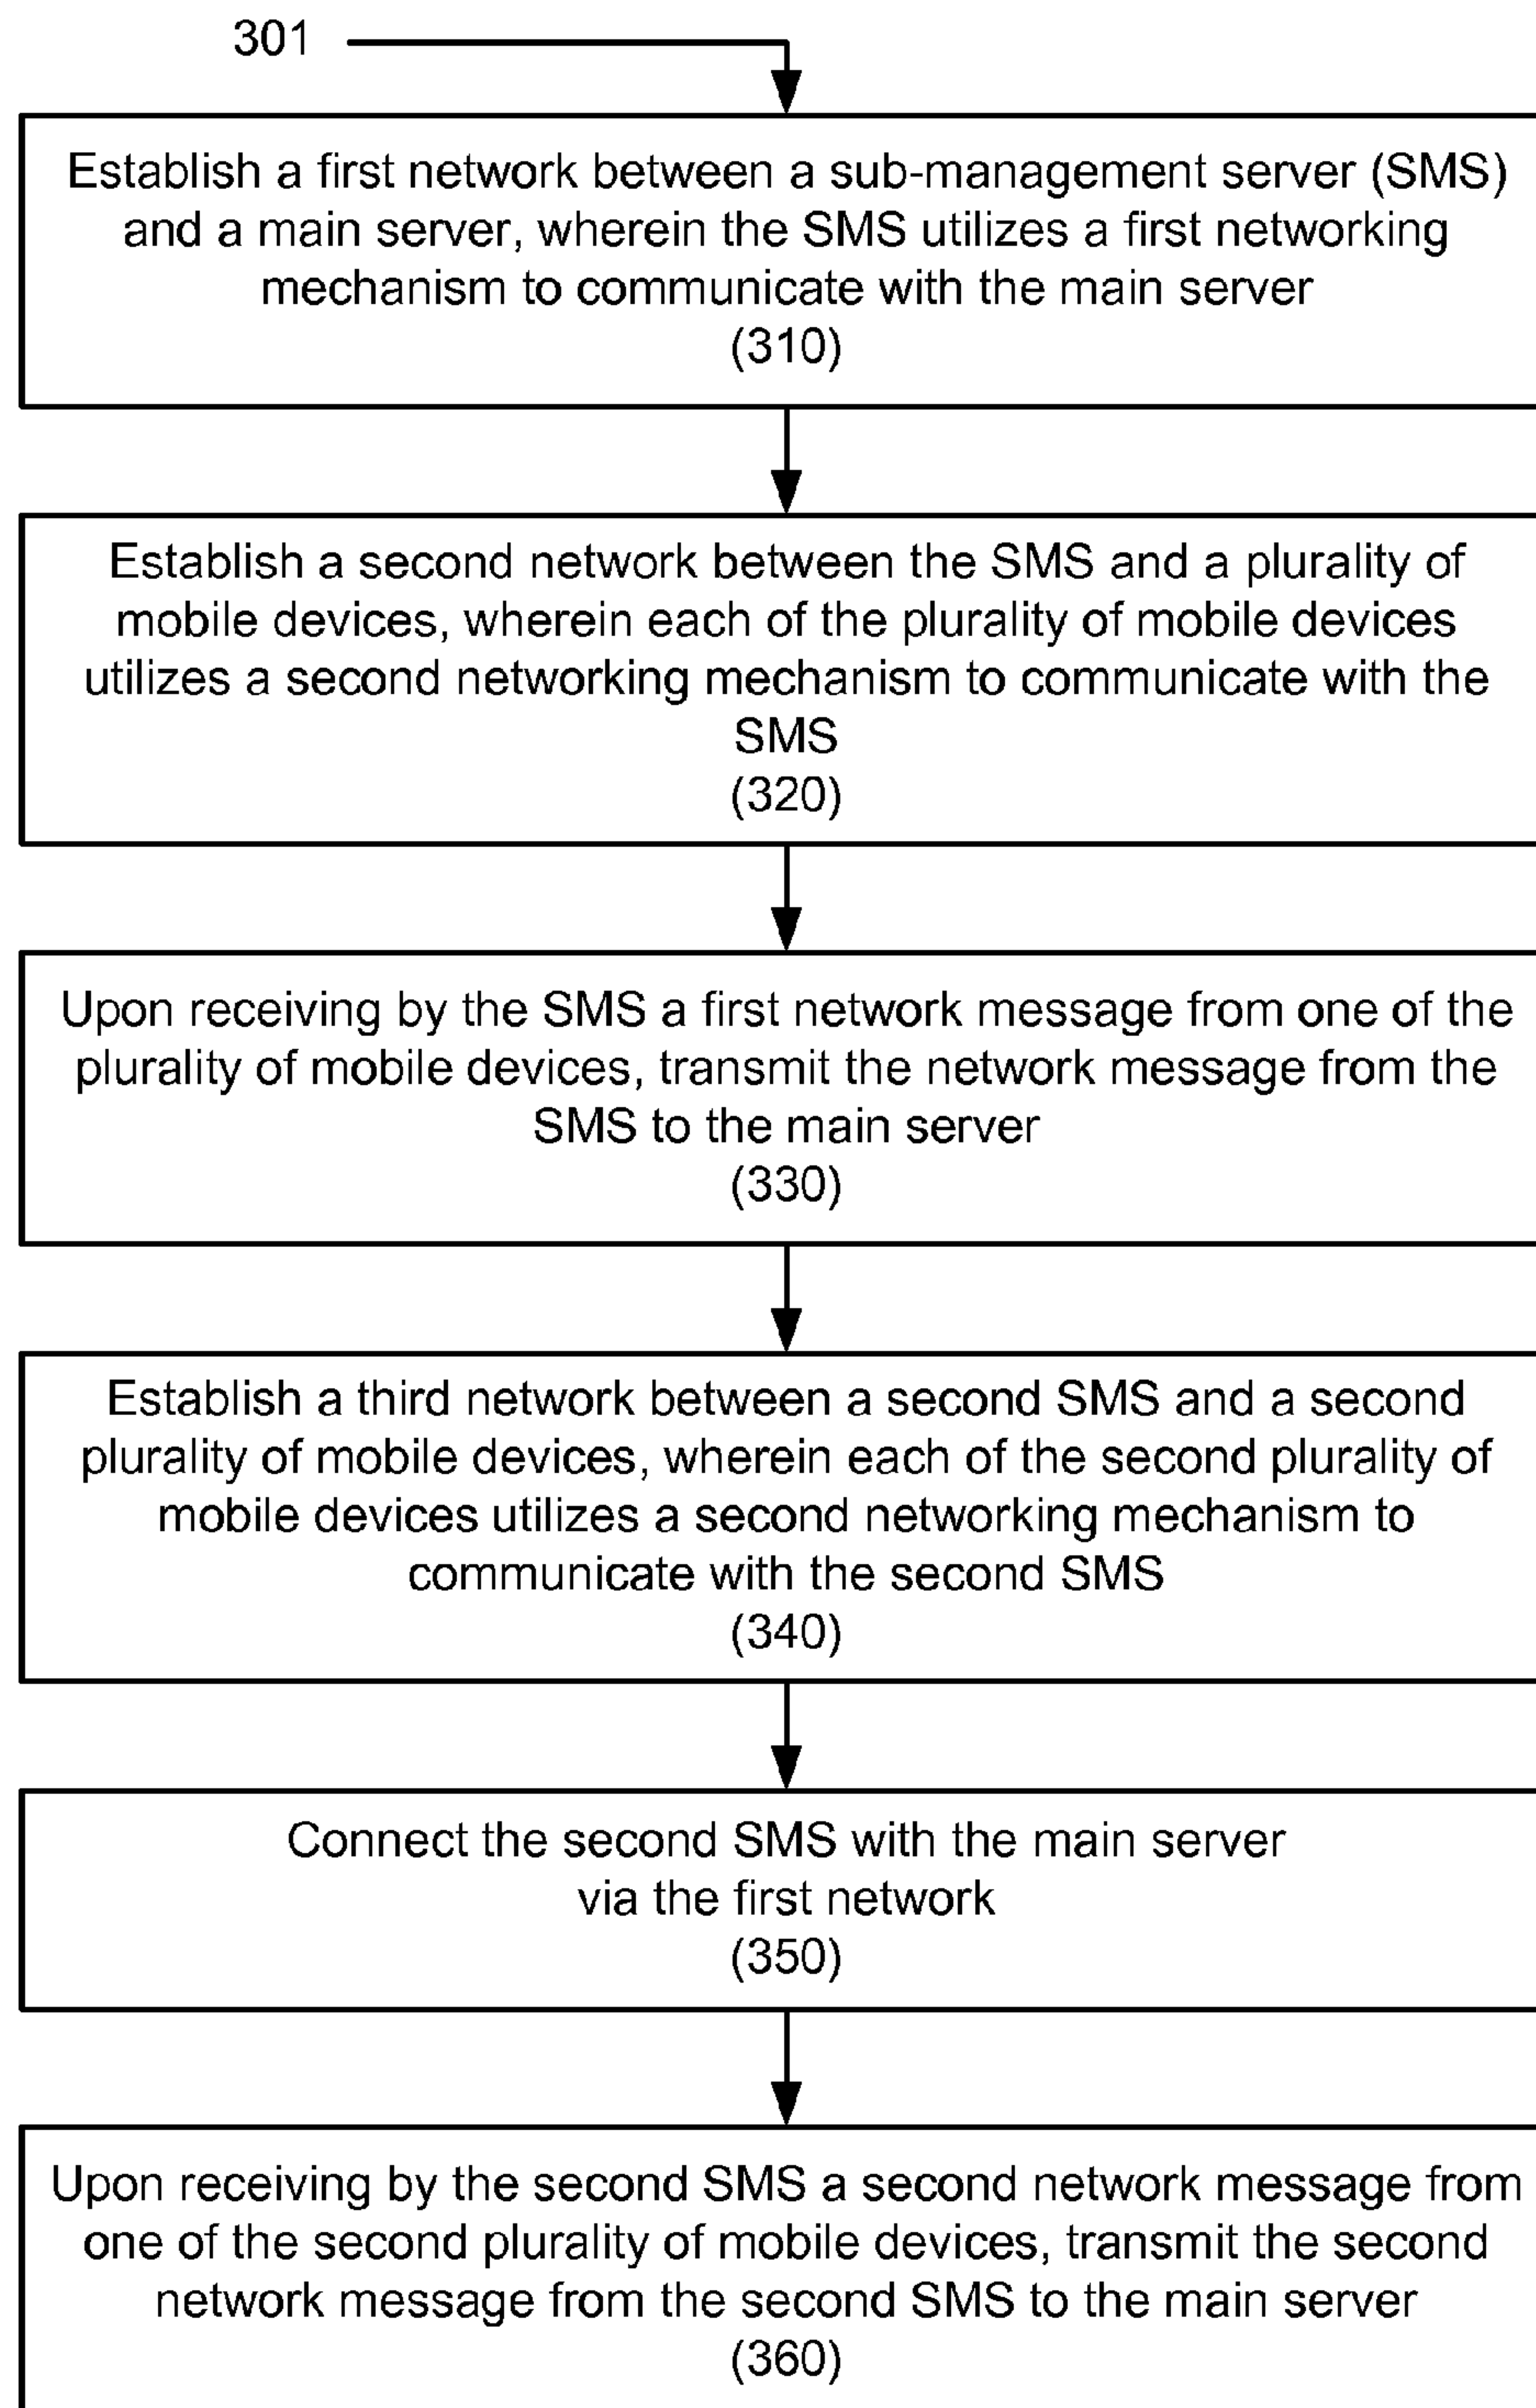 301
Establish a first network between a sub-management server (SMS)
and a main server, wherein the SMS utilizes a first networking
mechanism to communicate with the main server
(310)
Establish a second network between the SMS and a plurality of
mobile devices, wherein each of the plurality of mobile devices
utilizes a second networking mechanism to communicate with the
SMS
(320)
Upon receiving by the SMS a first network message from one of the
plurality of mobile devices, transmit the network message from the
SMS to the main server
(330)
Establish a third network between a second SMS and a second
plurality of mobile devices, wherein each of the second plurality of
mobile devices utilizes a second networking mechanism to
communicate with the second SMS
(340)
Connect the second SMS with the main server
via the first network
(350)
Upon receiving by the second SMS a second network message from
one of the second plurality of mobile devices, transmit the second
network message from the second SMS to the main server
(360)